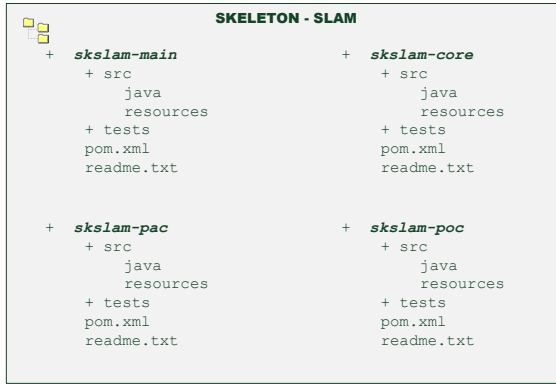 SKELETON - SLAM
+ skslam-main
+ src
java
resources
+ tests
pom.xml
readme.txt
+ skslam-core
+ src
java
resources
+ tests
pom.xml
readme.txt
+ skslam-pac
+ src
java
resources
+ tests
pom.xml
readme.txt
+ skslam-poc
+ src
java
resources
+ tests
pom.xml
readme.txt